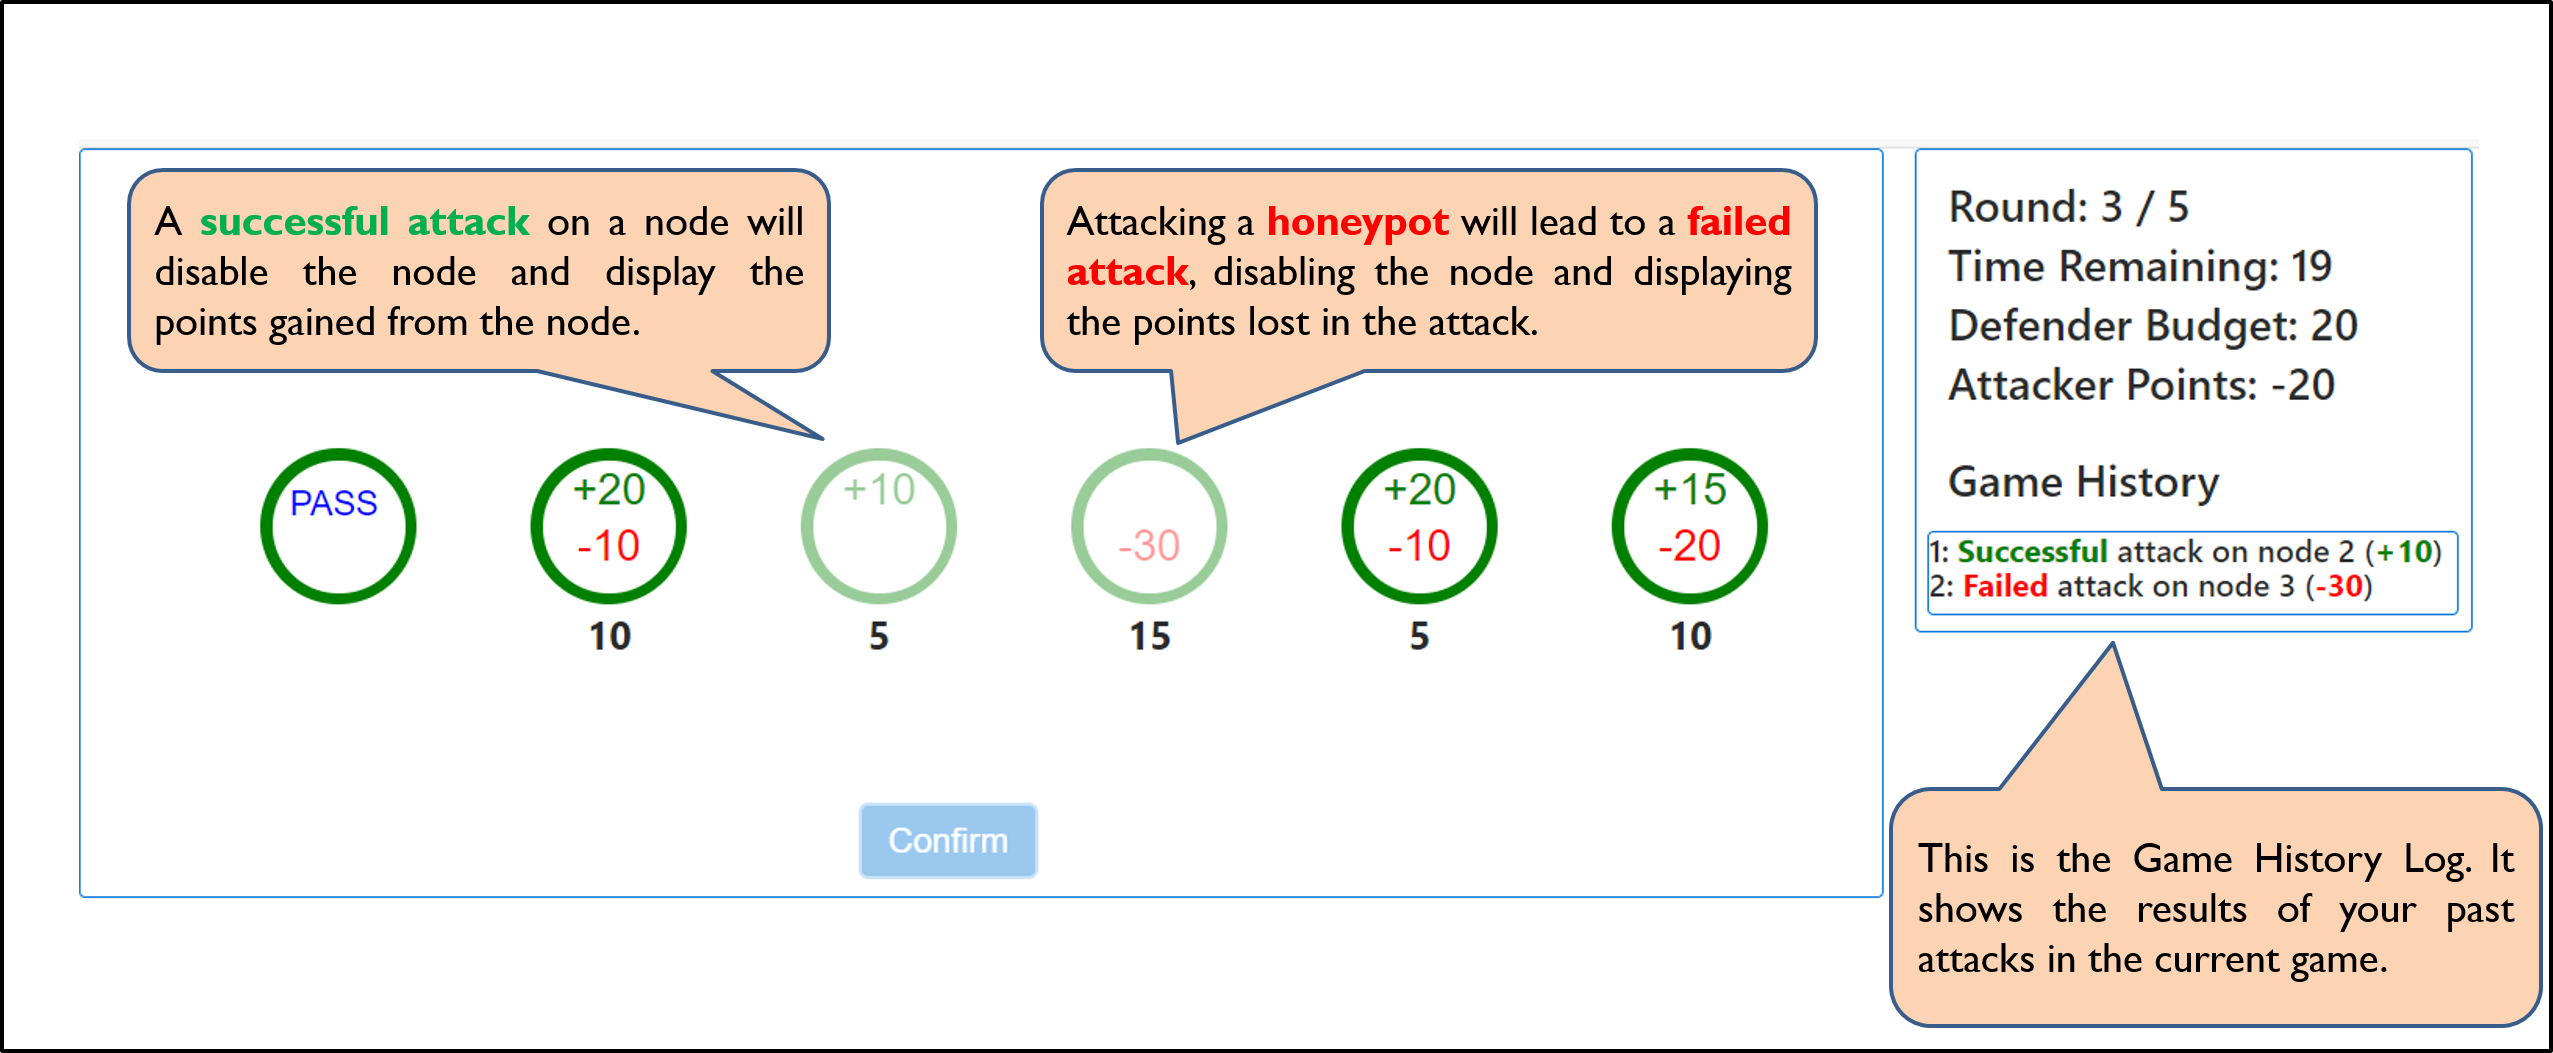 A successful attack on a node will
disable the node and display the
points gained from the node.
Attacking a honeypot will lead to a failed
attack, disabling the node and displaying
the points lost in the attack.
PASS
+20
-10
10
+10
5
-30
15
+20
-10
5
+15
-20
10
Confirm
Round: 3 / 5
Time Remaining: 19
Defender Budget: 20
Attacker Points: -20
Game History
1: Successful attack on node 2 (+10)
2: Failed attack on node 3 (-30)
This is the Game History Log. It
shows the results of your past
attacks in the current game.